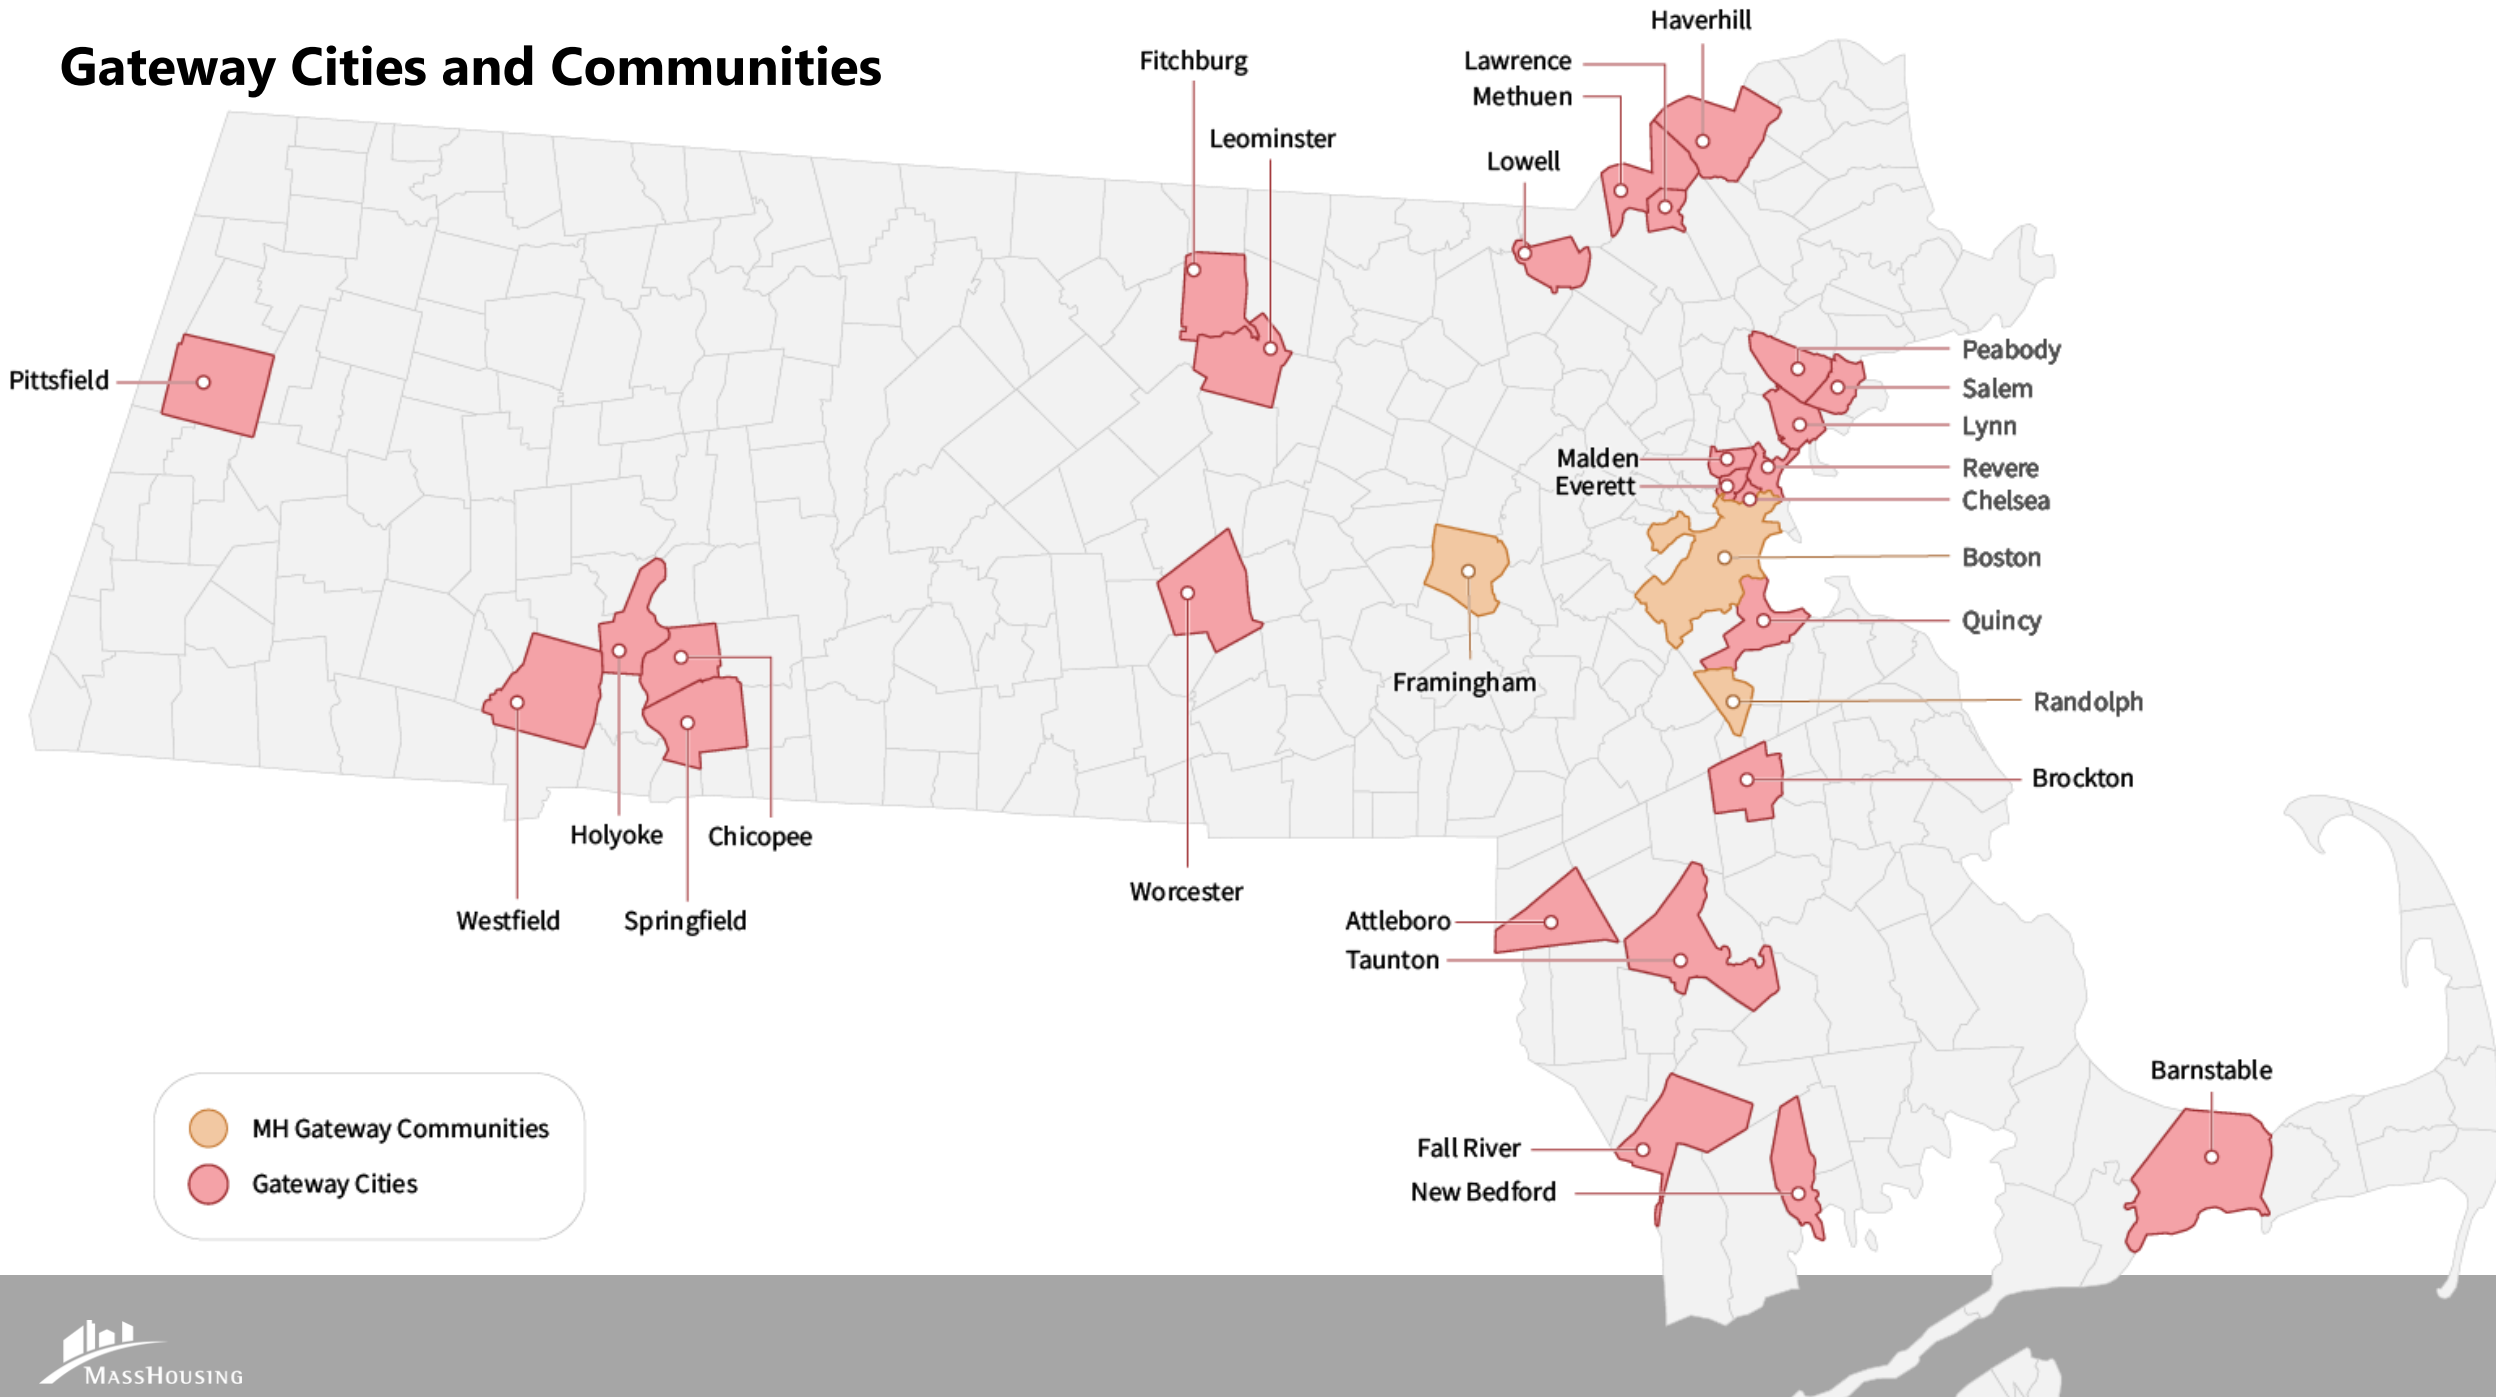 Gateway Cities and Communities
Haverhill
Fitchburg
Lawrence
Methuen
Leominster
Lowell
Peabody
Pittsfield
Salem
Lynn
Malden
Revere
Everett
Chelsea
Boston
Quincy
Framingham
Randolph
Brockton
Holyoke
Chicopee
Worcester
Westfield
Springfield
Attleboro
Taunton
Barnstable
MH Gateway Communities
Fall River
Gateway Cities
New Bedford
MASSHOUSING